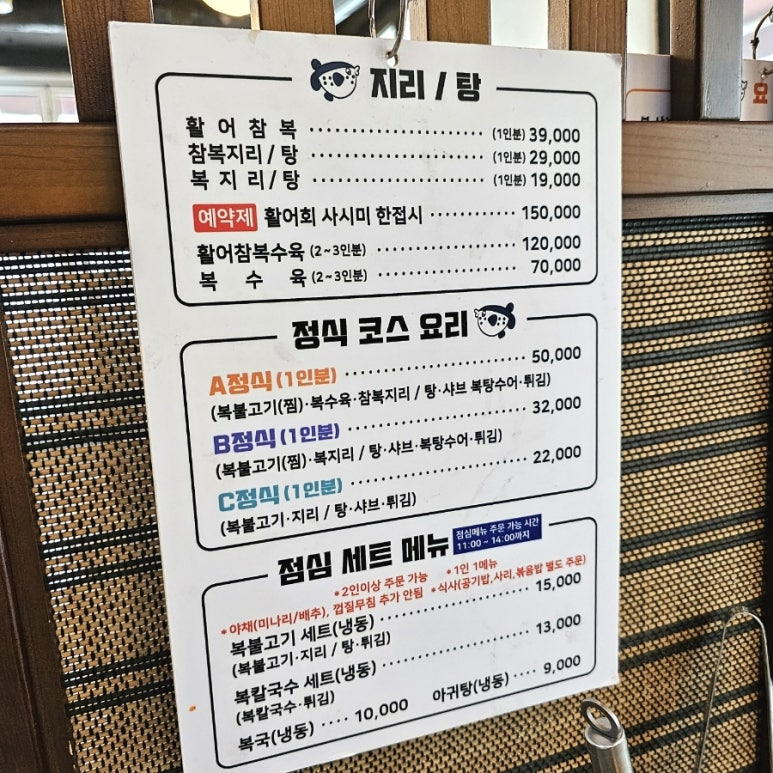 지리 / 탕
활어참복 (1인분) 39,000
참복지리 / 탕 (1인분) 29,000
복지리 / 탕 (1인분) 19,000
예약제 활어회 사시미 한접시 150,000
활어참복수육 (2~3인분) 120,000
복수육 (2~3인분) 70,000
정식 코스 요리
A정식 (1인분) 50,000
(복불고기(찜)·복수육·참복지리 / 탕·샤브 복탕수어·튀김)
B정식 (1인분) 32,000
(복불고기(찜)·복지리 / 탕·샤브·복탕수어·튀김)
C정식 (1인분) 22,000
(복불고기·지리 / 탕·샤브·튀김)
점심 세트 메뉴
점심메뉴 주문 가능 시간
11:00 ~ 14:00까지
*2인이상 주문 가능 *1인 1메뉴
*야채(미나리/배추), 껍질무침 추가 안됨 *식사(공기밥,사리,볶음밥 별도 주문)
복불고기 세트(냉동) 15,000
(복불고기·지리 / 탕·튀김)
복칼국수 세트(냉동) 13,000
(복칼국수·튀김)
복국(냉동) 10,000 아귀탕(냉동) 9,000
요